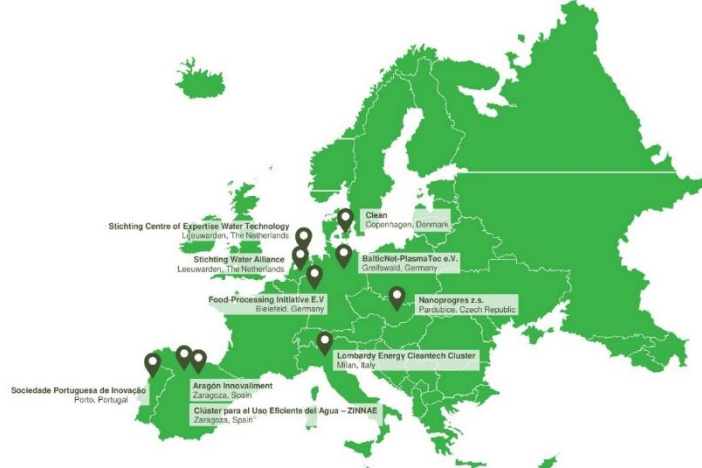 Clean
Copenhagen, Denmark
Stichting Centre of Expertise Water Technology
Leeuwarden, The Netherlands
Stichting Water Alliance
Leeuwarden, The Netherlands
BalticNet-PlasmaTec e.V.
Greifswald, Germany
Food-Processing Initiative E.V
Bielefeld, Germany
Nanoprogres z.s.
Pardubice, Czech Republic
Lombardy Energy Cleantech Cluster
Milan, Italy
Sociedade Portuguesa de Inovação
Porto, Portugal
Aragón Innovaliment
Zaragoza, Spain
Clúster para el Uso Eficiente del Agua – ZINNAE
Zaragoza, Spain